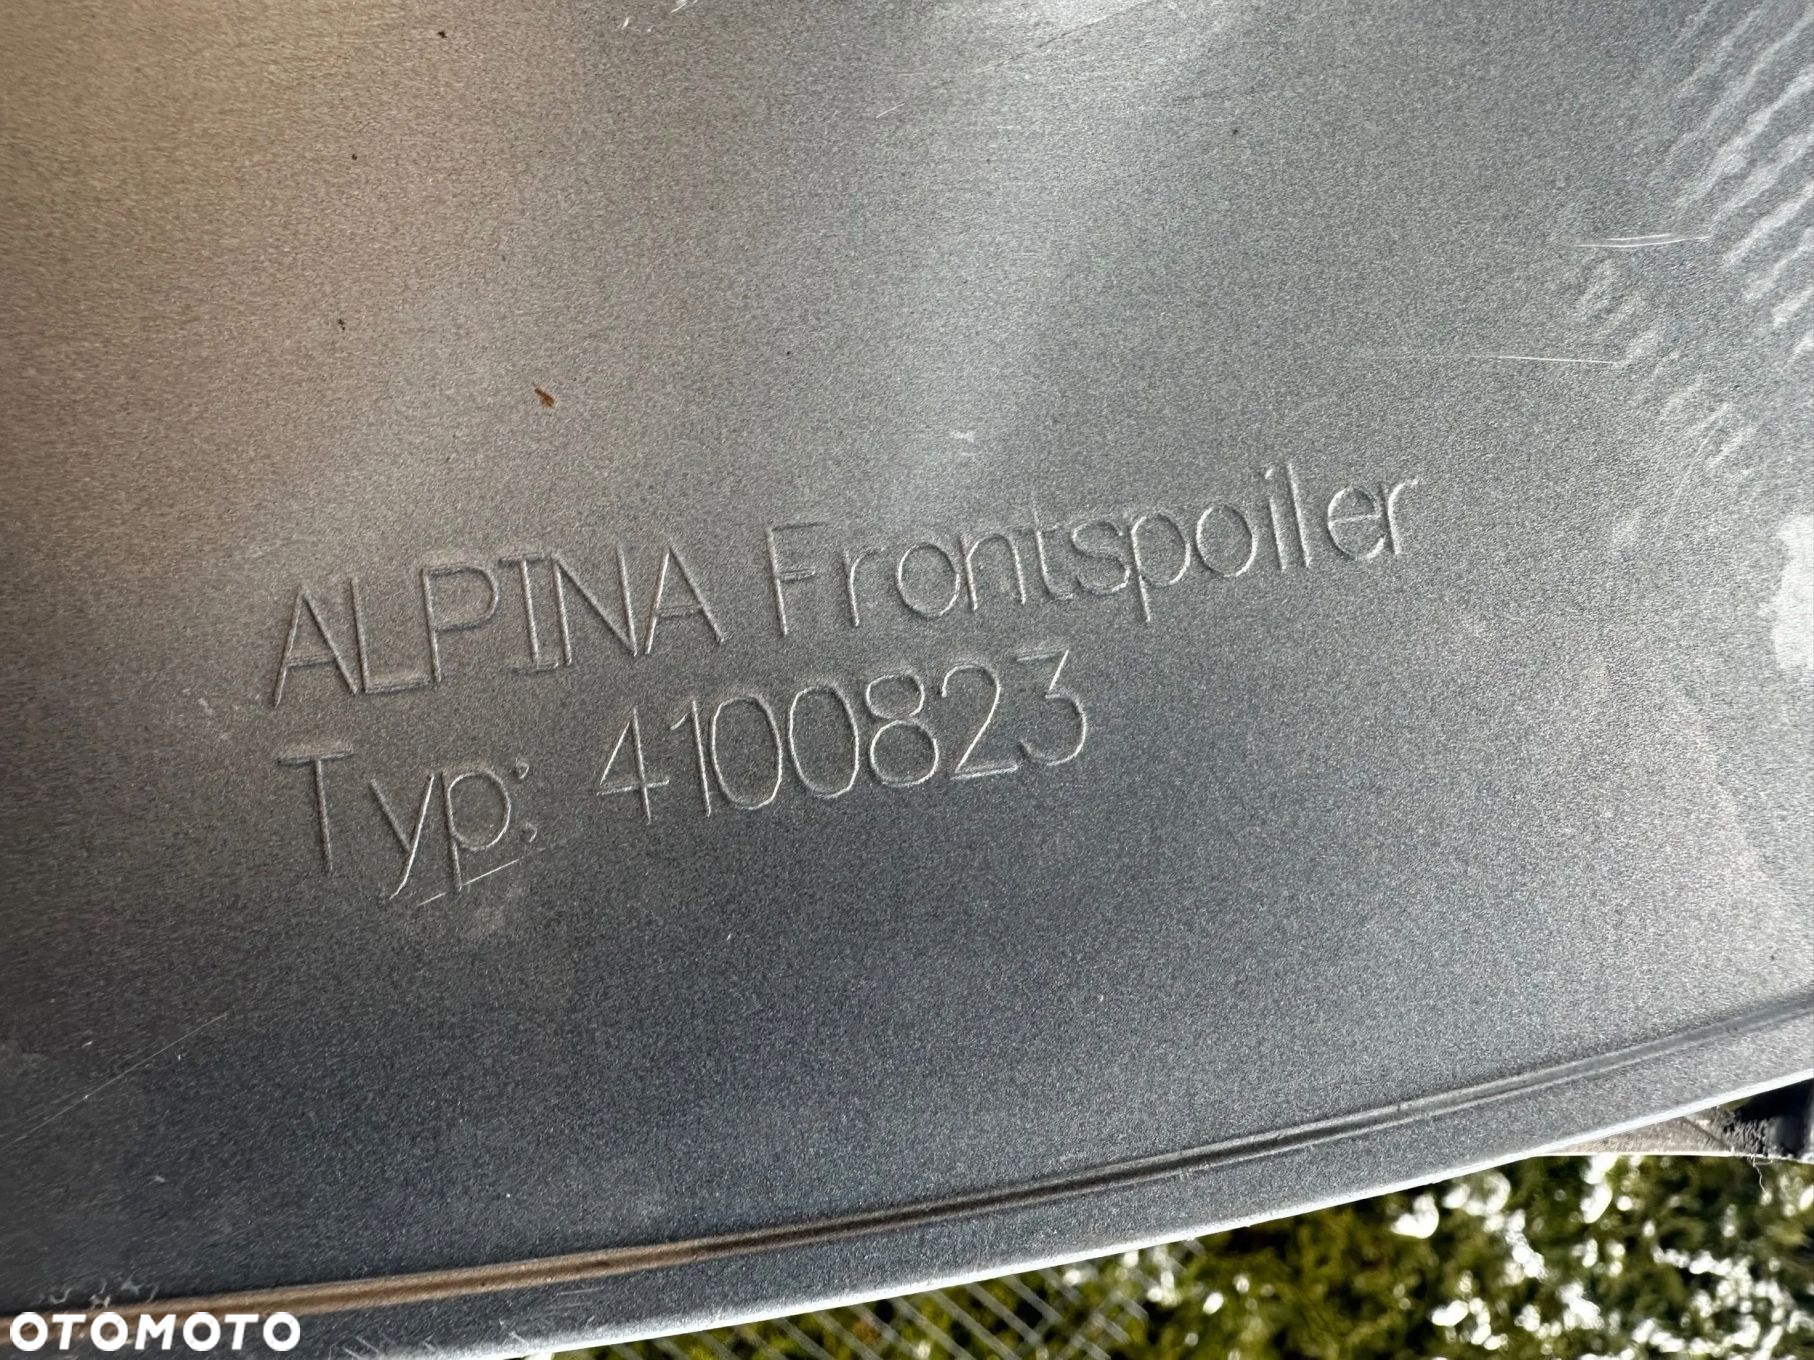 ALPINA Frontspoiler
Typ: 4100823
OTOMOTO